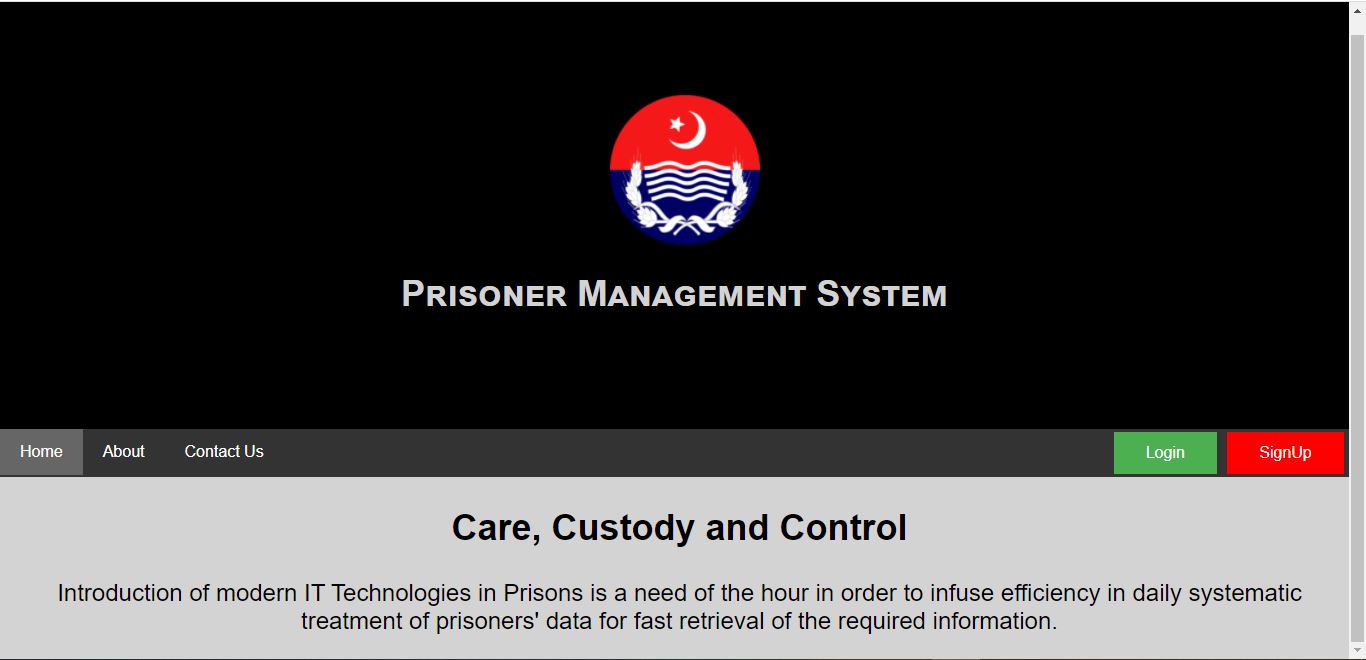 Prisoner Management System
Home About Contact Us Login SignUp
Care, Custody and Control
Introduction of modern IT Technologies in Prisons is a need of the hour in order to infuse efficiency in daily systematic
treatment of prisoners' data for fast retrieval of the required information.